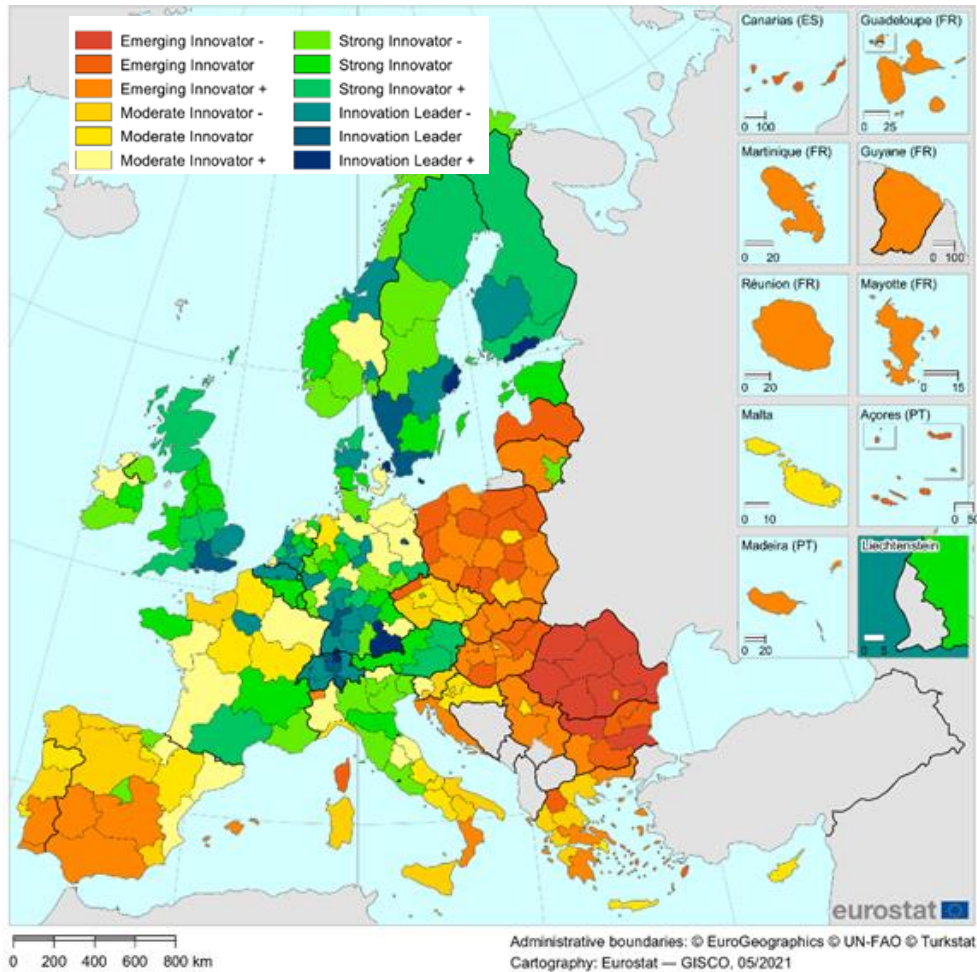 Emerging Innovator -
Emerging Innovator
Emerging Innovator +
Moderate Innovator -
Moderate Innovator
Moderate Innovator +
Strong Innovator -
Strong Innovator
Strong Innovator +
Innovation Leader -
Innovation Leader
Innovation Leader +
Canarias (ES)
0 100
Guadeloupe (FR)
0 25
Martinique (FR)
0 20
Guyane (FR)
0 100
Réunion (FR)
0 20
Mayotte (FR)
0 15
Malta
0 10
Açores (PT)
0 50
Madeira (PT)
0 20
Liechtenstein
0 5
eurostat
0 200 400 600 800 km
Administrative boundaries: © EuroGeographics © UN-FAO © Turkstat
Cartography: Eurostat — GISCO, 05/2021